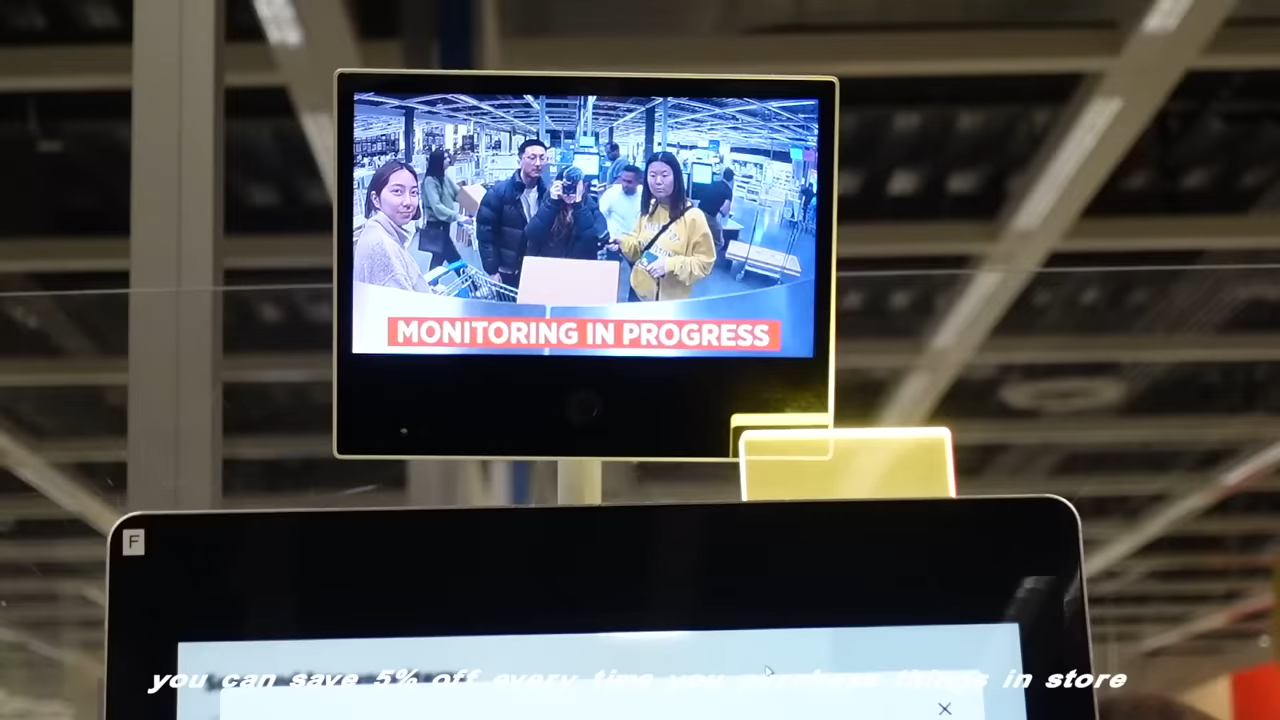 MONITORING IN PROGRESS
F
you can save 5% off every time you purchase things in store